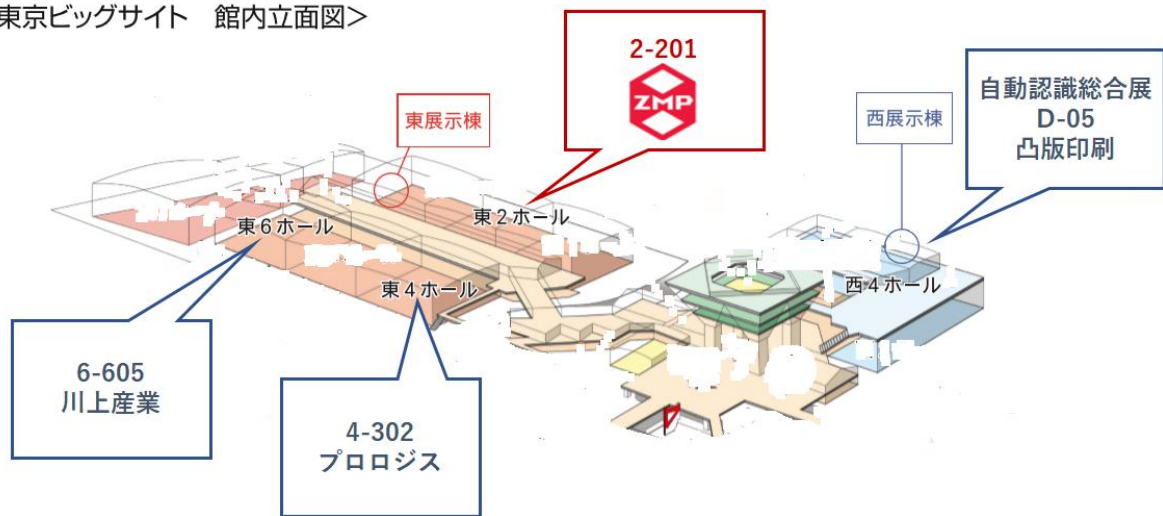 東京ビッグサイト 館内立面図>
2-201
ZMP
自動認識総合展
D-05
凸版印刷
東展示棟
西展示棟
東2ホール
東6ホール
東4ホール
西4ホール
6-605
川上産業
4-302
プロロジス